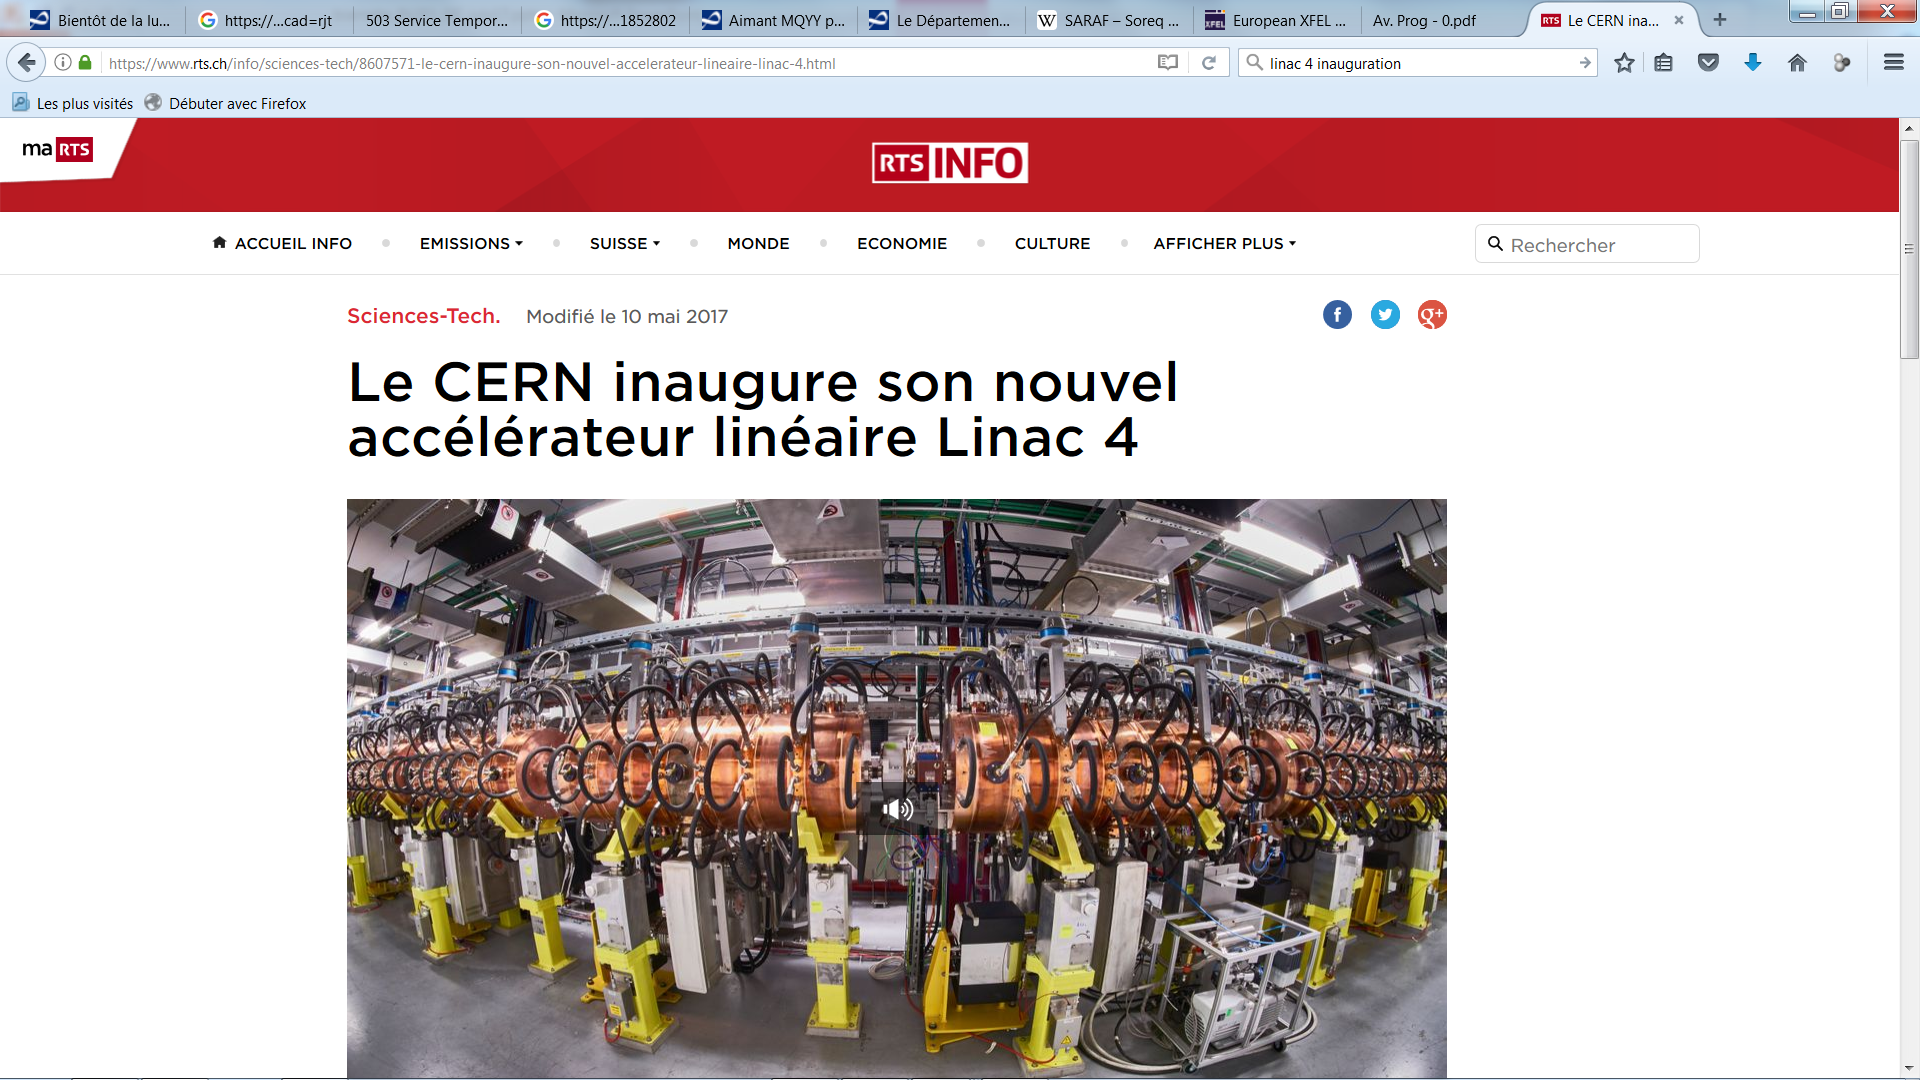 Bientôt de la lu...
https://...cad=rjt
503 Service Tempor...
https://...1852802
Aimant MQYY p...
Le Départemen...
SARAF – Soreq ...
European XFEL ...
Av. Prog - 0.pdf
RTS Le CERN ina...
https://www.rts.ch/info/sciences-tech/8607571-le-cern-inaugure-son-nouvel-accelerateur-lineaire-linac-4.html
linac 4 inauguration
Les plus visités
Débuter avec Firefox
ma RTS
RTS INFO
ACCUEIL INFO
EMISSIONS
SUISSE
MONDE
ECONOMIE
CULTURE
AFFICHER PLUS
Rechercher
Sciences-Tech.
Modifié le 10 mai 2017
Le CERN inaugure son nouvel
accélérateur linéaire Linac 4